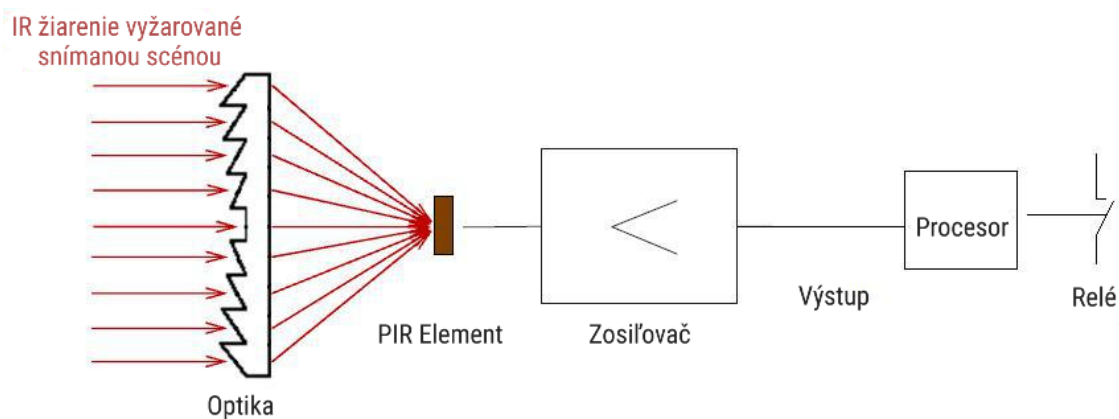 IR žiarenie vyžarované
snímanou scénou
Procesor
Výstup
Relé
PIR Element
Zosiľovač
Optika